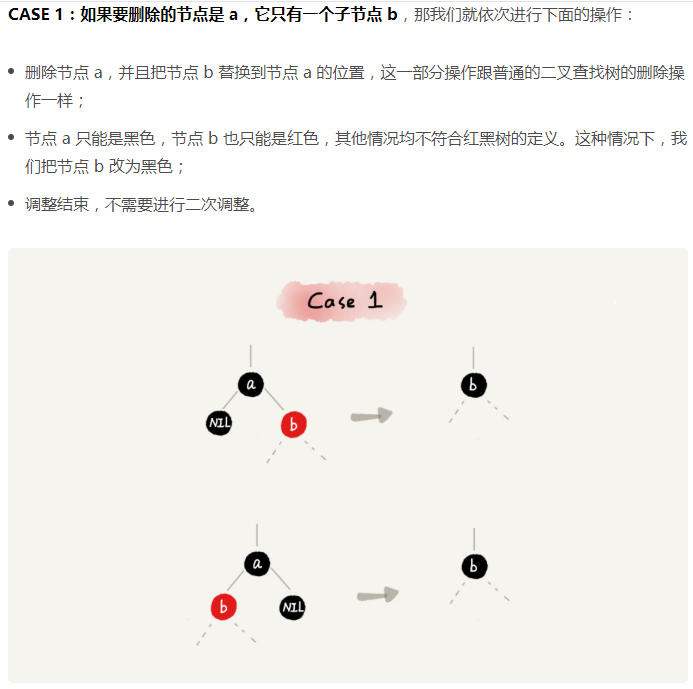 CASE 1：如果要删除的节点是 a，它只有一个子节点 b，那我们就依次进行下面的操作：
删除节点 a，并且把节点 b 替换到节点 a 的位置，这一部分操作跟普通的二叉查找树的删除操
作一样；
节点 a 只能是黑色，节点 b 也只能是红色，其他情况均不符合红黑树的定义。这种情况下，我
们把节点 b 改为黑色；
调整结束，不需要进行二次调整。
Case 1
a
b
NIL
b
a
b
b
NIL